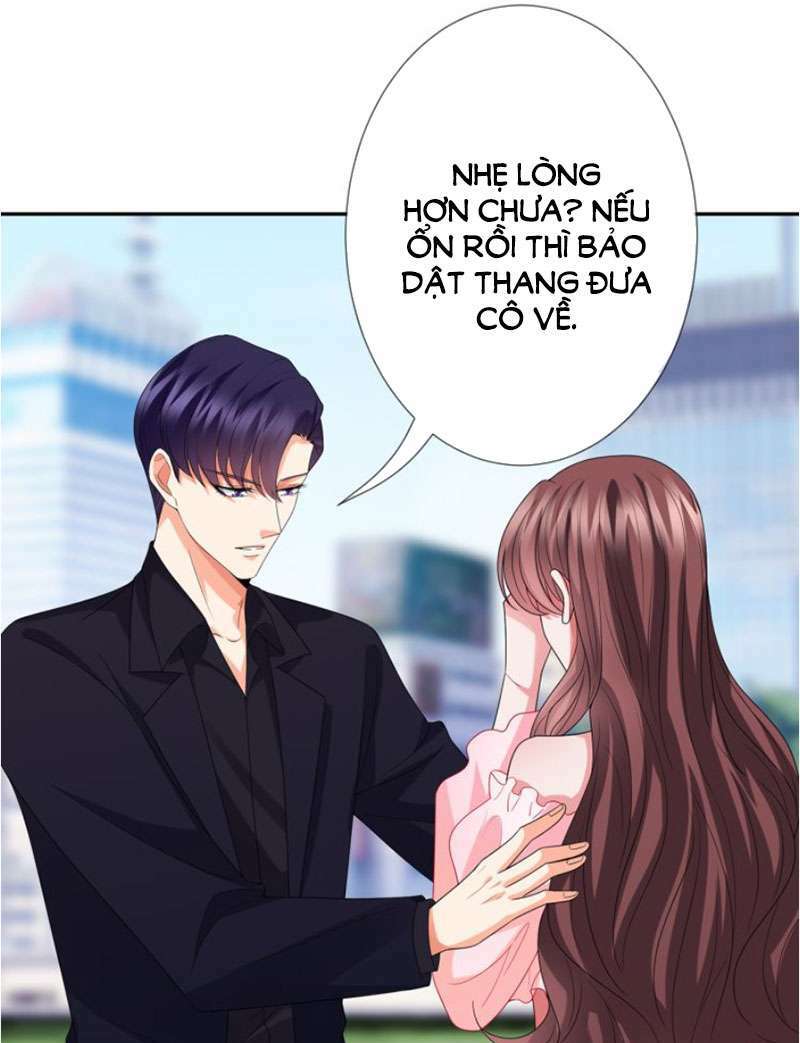 NHẸ LÒNG
HƠN CHƯA? NẾU
ỔN RỒI THÌ BẢO
DẬT THANG ĐƯA
CÔ VỀ.